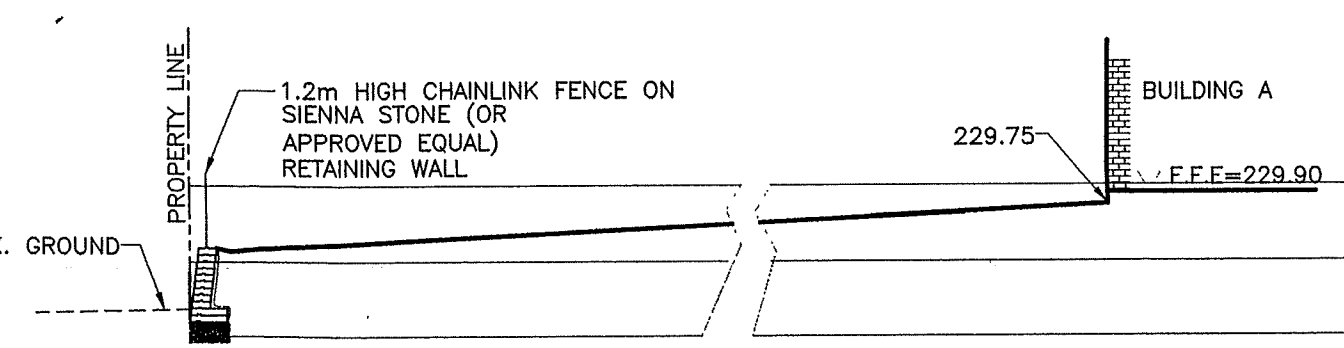 PROPERTY LINE
1.2m HIGH CHAINLINK FENCE ON
SIENNA STONE (OR
APPROVED EQUAL)
RETAINING WALL
BUILDING A
229.75
F.F.E=229.90
. GROUND